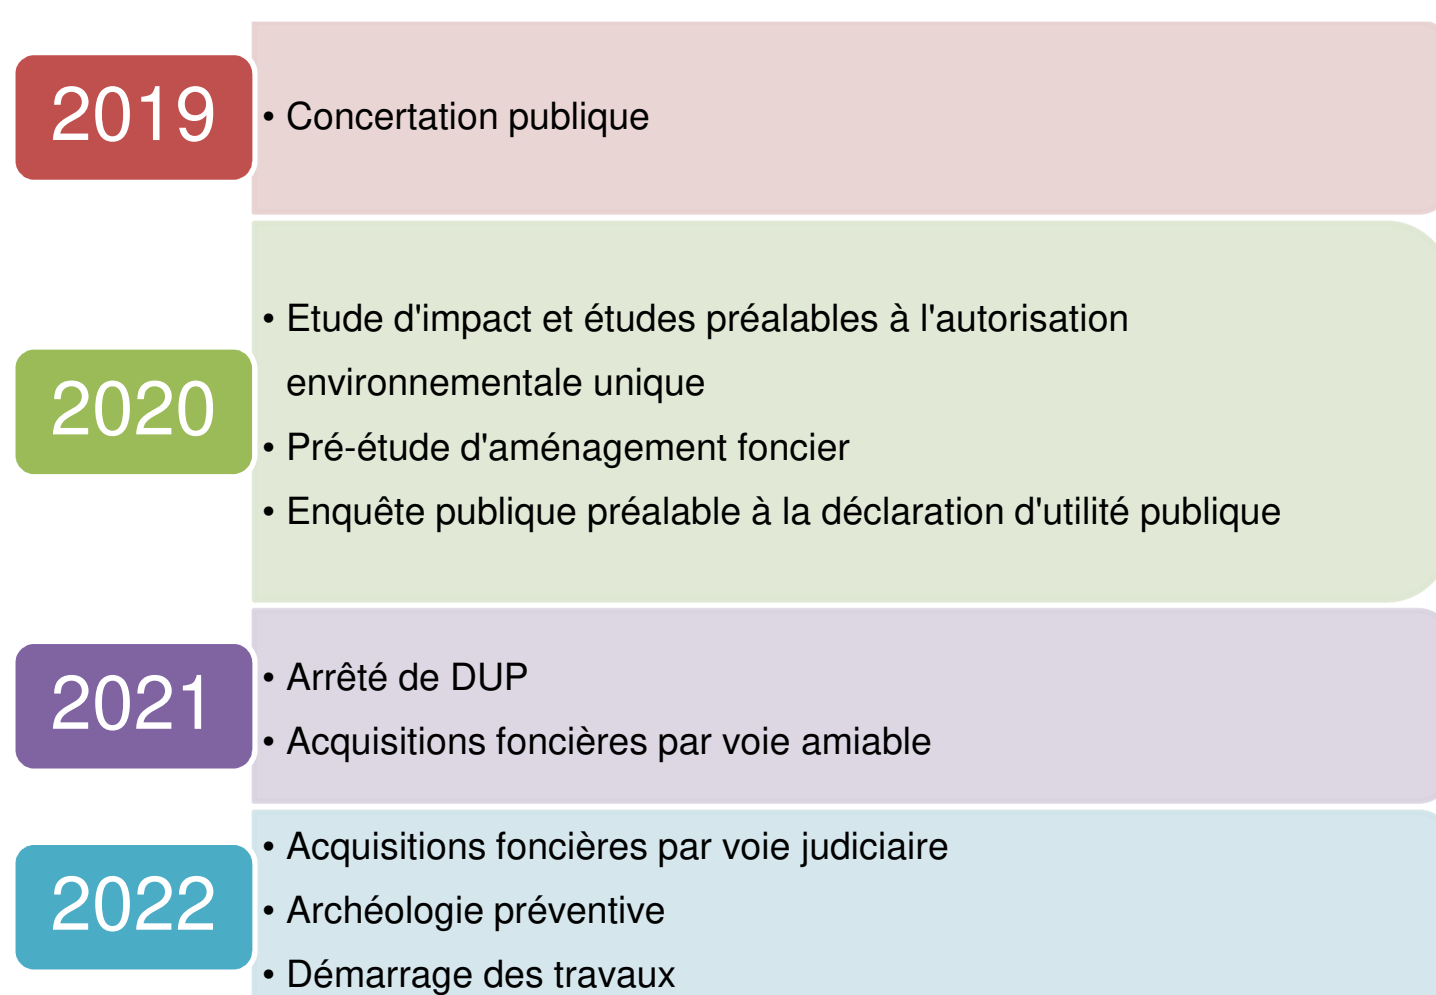 2019
• Concertation publique
2020
• Etude d'impact et études préalables à l'autorisation
environnementale unique
• Pré-étude d'aménagement foncier
• Enquête publique préalable à la déclaration d'utilité publique
2021
• Arrêté de DUP
• Acquisitions foncières par voie amiable
2022
• Acquisitions foncières par voie judiciaire
• Archéologie préventive
• Démarrage des travaux